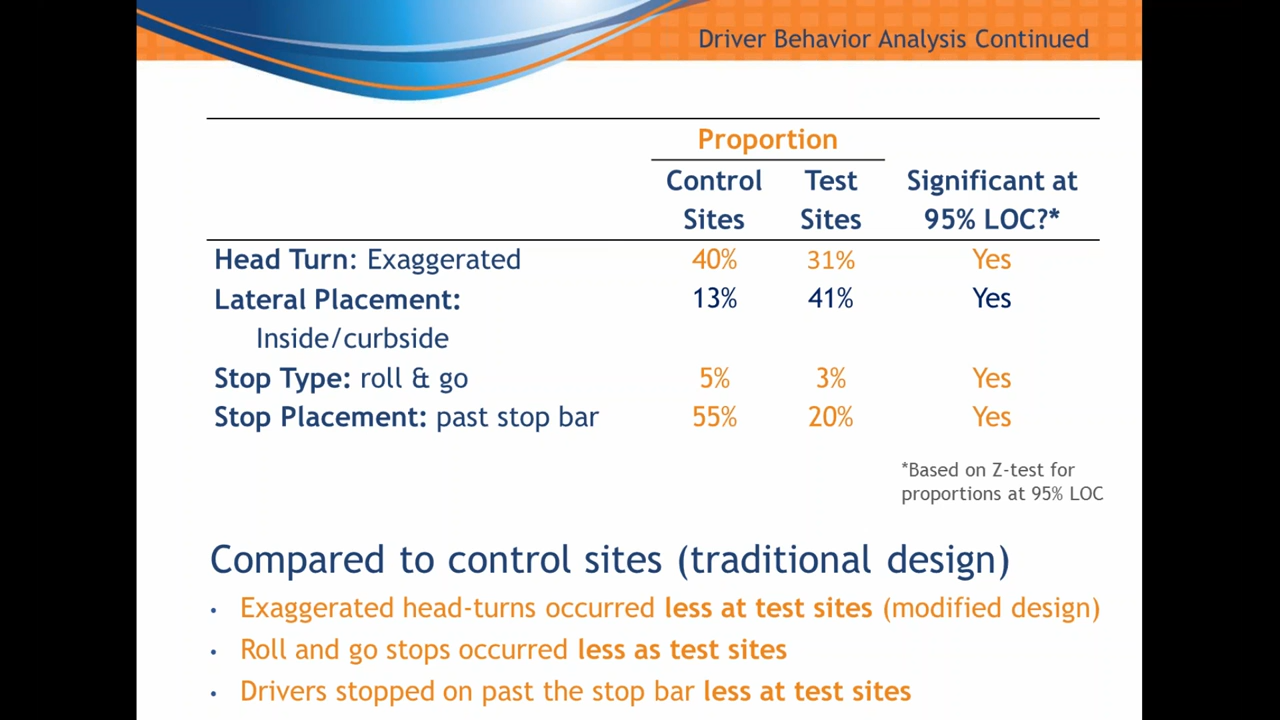 Driver Behavior Analysis Continued
Proportion
Control Sites Test Sites Significant at 95% LOC?*
Head Turn: Exaggerated 40% 31% Yes
Lateral Placement: 13% 41% Yes
Inside/curbside
Stop Type: roll & go 5% 3% Yes
Stop Placement: past stop bar 55% 20% Yes
*Based on Z-test for
proportions at 95% LOC
Compared to control sites (traditional design)
• Exaggerated head-turns occurred less at test sites (modified design)
• Roll and go stops occurred less as test sites
• Drivers stopped on past the stop bar less at test sites